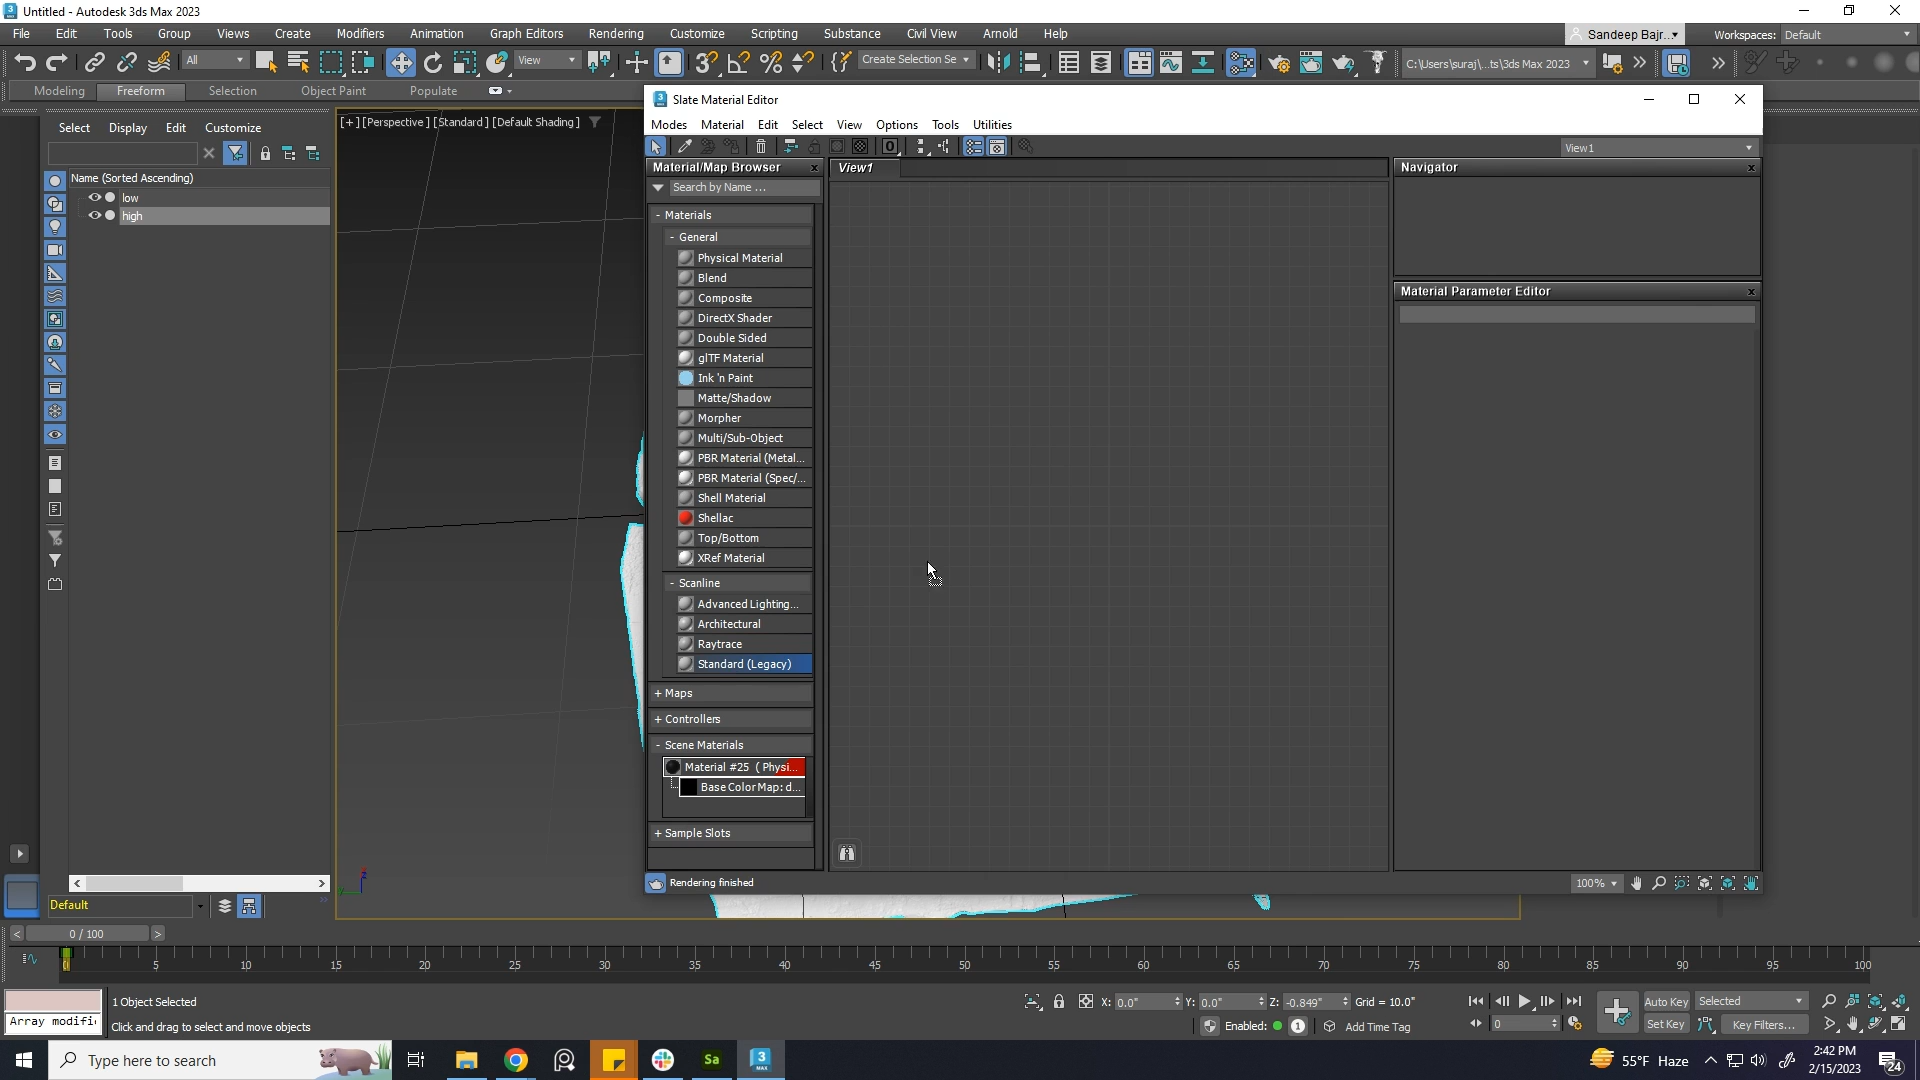 Untitled - Autodesk 3ds Max 2023
File Edit Tools Group Views Create Modifiers Animation Graph Editors Rendering Customize Scripting Substance Civil View Arnold Help
Sandeep Bajr... Workspaces: Default
All View Create Selection Se C:\Users\suraj\...ts\3ds Max 2023
Modeling Freeform Selection Object Paint Populate
Select Display Edit Customize
Name (Sorted Ascending)
low
high
[+] [Perspective ] [Standard ] [Default Shading ]
Slate Material Editor
Modes Material Edit Select View Options Tools Utilities
View1
Material/Map Browser
View1
Navigator
Search by Name ...
- Materials
- General
Physical Material
Blend
Composite
DirectX Shader
Double Sided
glTF Material
Ink 'n Paint
Matte/Shadow
Morpher
Multi/Sub-Object
PBR Material (Metal...
PBR Material (Spec/...
Shell Material
Shellac
Top/Bottom
XRef Material
- Scanline
Advanced Lighting...
Architectural
Raytrace
Standard (Legacy)
+ Maps
+ Controllers
- Scene Materials
Material #25 ( Physi...
Base Color Map: d...
+ Sample Slots
Material Parameter Editor
Rendering finished
100%
Default
0 / 100
0 5 10 15 20 25 30 35 40 45 50 55 60 65 70 75 80 85 90 95 100
1 Object Selected
Array modifi
Click and drag to select and move objects
X: 0.0" Y: 0.0" Z: -0.849" Grid = 10.0"
Enabled: 1 Add Time Tag
0
Auto Key Selected
Set Key Key Filters...
Type here to search
Sa
3 MAX
55°F Haze
2:42 PM
2/15/2023
24